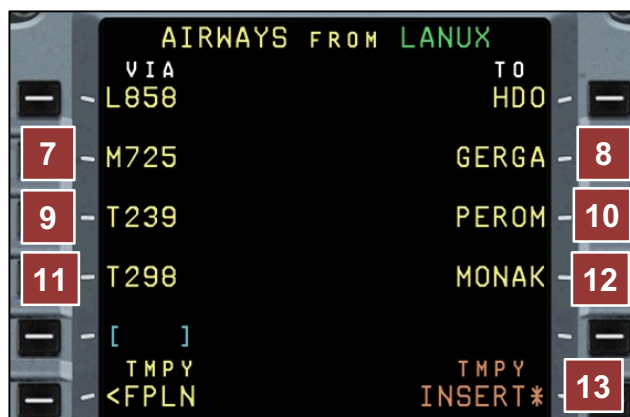 AIRWAYS FROM LANUX
VIA TO
L858 HDO
7 M725 GERGA 8
9 T239 PEROM 10
11 T298 MONAK 12
[ ]
TMPY TMPY
<FPLN INSERT* 13